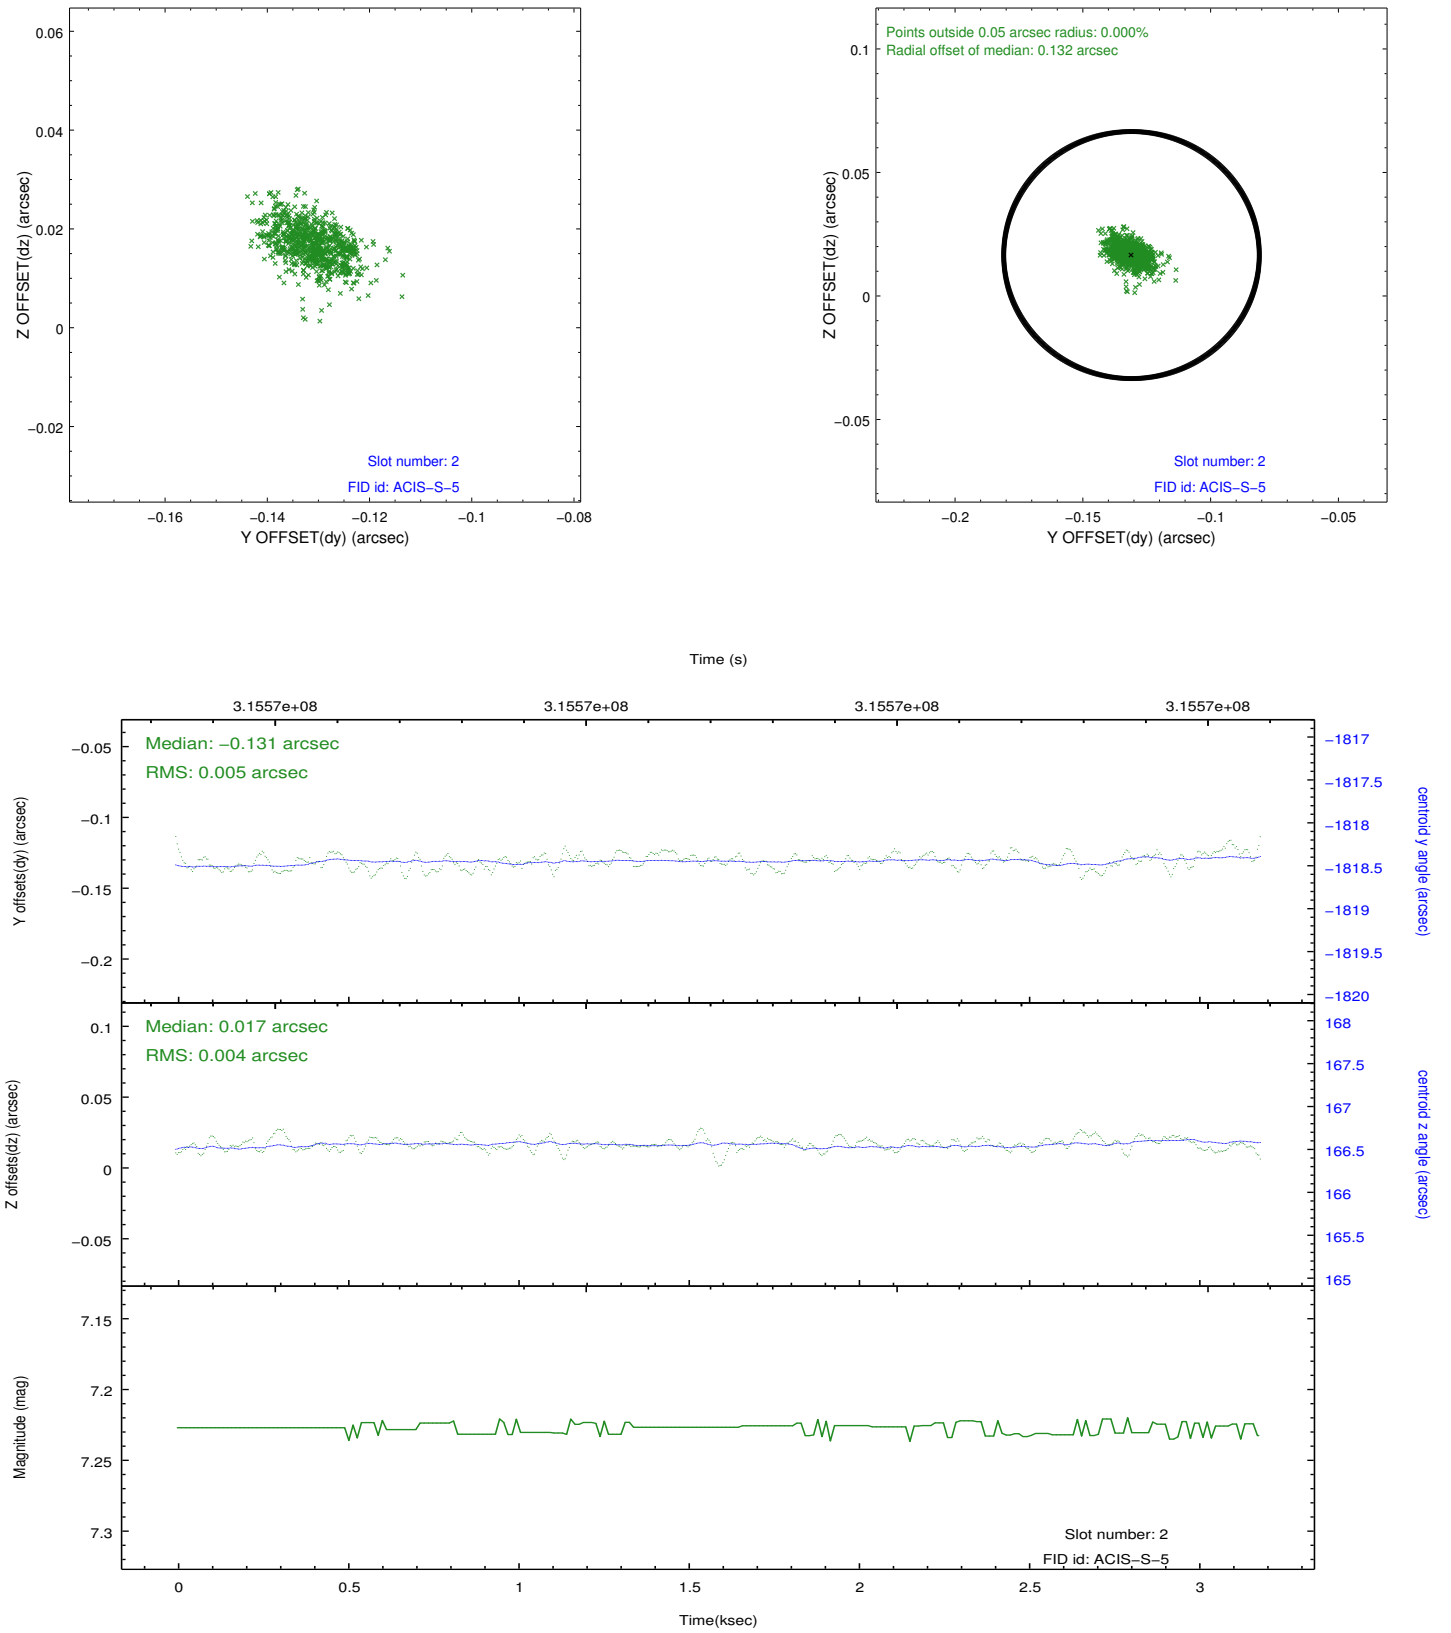 0.06
0.04
0.02
0
−0.02
Z OFFSET(dz) (arcsec)
Slot number: 2
FID id: ACIS−S−5
−0.16 −0.14 −0.12 −0.1 −0.08
Y OFFSET(dy) (arcsec)
Points outside 0.05 arcsec radius: 0.000%
Radial offset of median: 0.132 arcsec
0.1
0.05
0
−0.05
Z OFFSET(dz) (arcsec)
Slot number: 2
FID id: ACIS−S−5
−0.2 −0.15 −0.1 −0.05
Y OFFSET(dy) (arcsec)
Time (s)
3.1557e+08 3.1557e+08 3.1557e+08 3.1557e+08
Median: −0.131 arcsec
RMS: 0.005 arcsec
−0.05
−0.1
−0.15
−0.2
Y offsets(dy) (arcsec)
−1817
−1817.5
−1818
−1818.5
−1819
−1819.5
−1820
centroid y angle (arcsec)
Median: 0.017 arcsec
RMS: 0.004 arcsec
0.1
0.05
0
−0.05
Z offsets(dz) (arcsec)
168
167.5
167
166.5
166
165.5
165
centroid z angle (arcsec)
7.15
7.2
7.25
7.3
Magnitude (mag)
Slot number: 2
FID id: ACIS−S−5
0 0.5 1 1.5 2 2.5 3
Time(ksec)